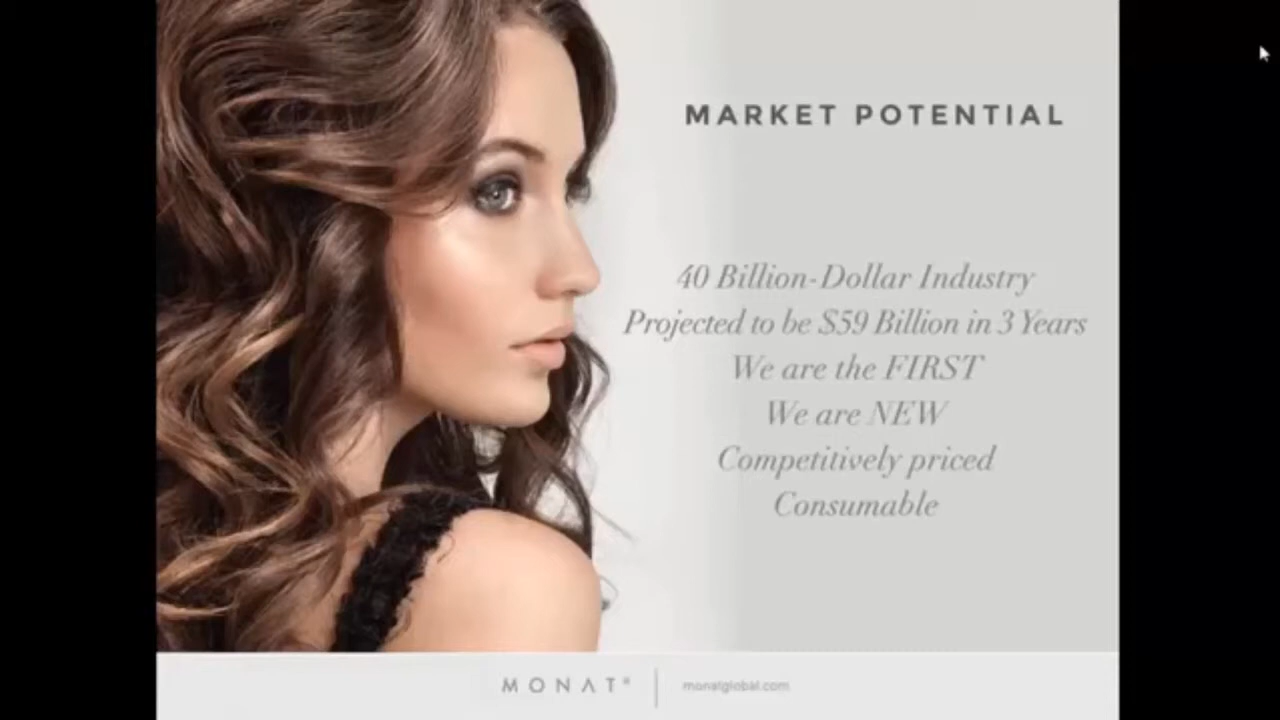 MARKET POTENTIAL
40 Billion-Dollar Industry
Projected to be $59 Billion in 3 Years
We are the FIRST
We are NEW
Competitively priced
Consumable
MONAT®
monatglobal.com